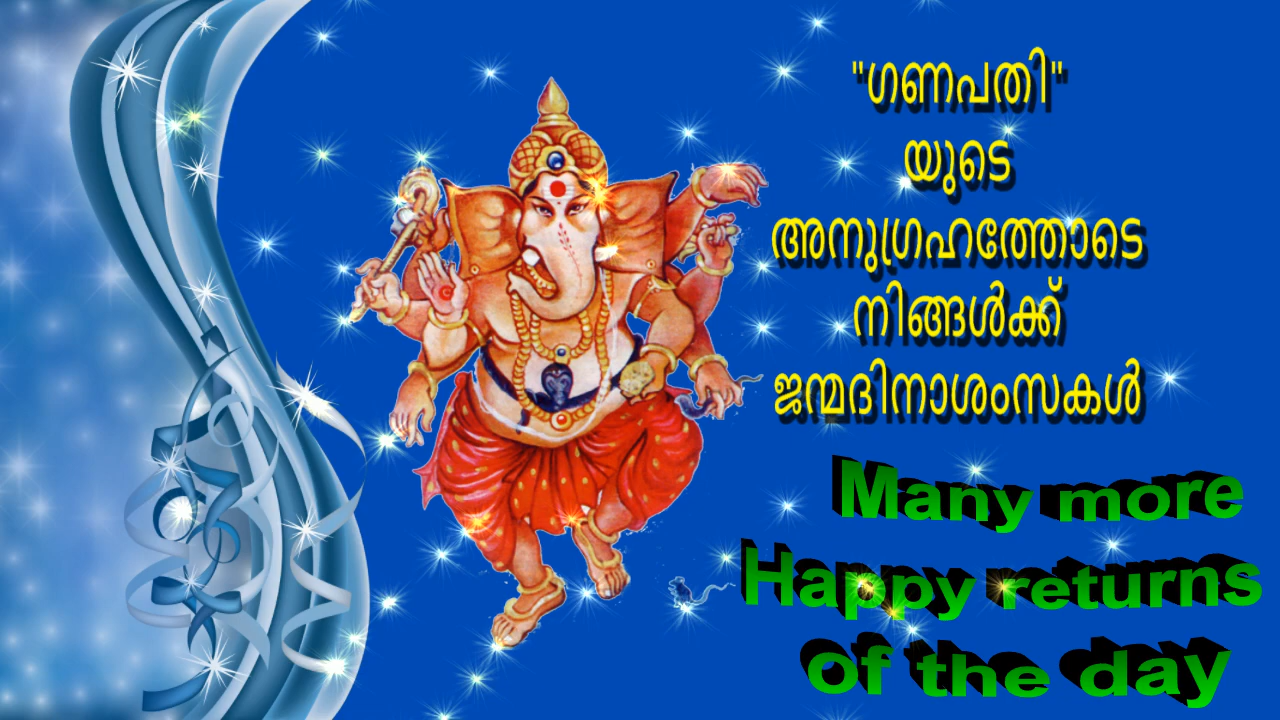 "ഗണപതി"
യുടെ
അനുഗ്രഹത്തോടെ
നിങ്ങൾക്ക്
ജന്മദിനാശംസകൾ
Many more
Happy returns
of the day